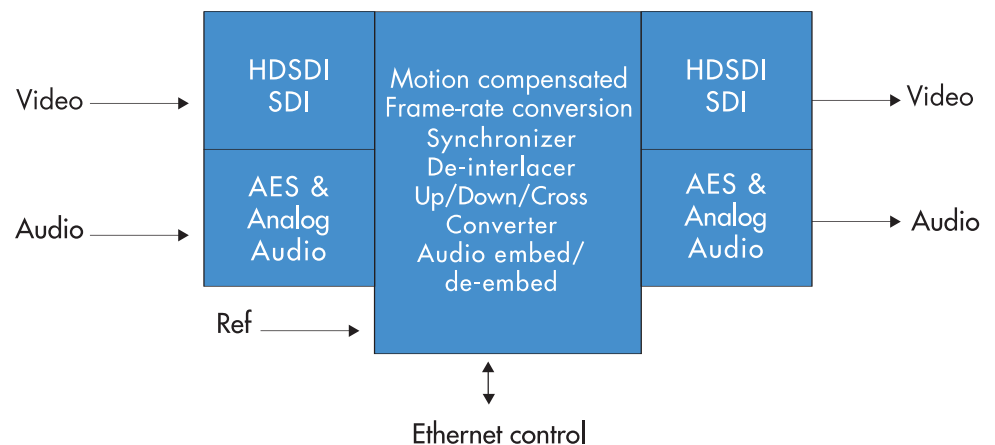 Video
HDSDI
SDI
Audio
AES &
Analog
Audio
Ref
Motion compensated
Frame-rate conversion
Synchronizer
De-interlacer
Up/Down/Cross
Converter
Audio embed/
de-embed
Ethernet control
HDSDI
SDI
Video
AES &
Analog
Audio
Audio